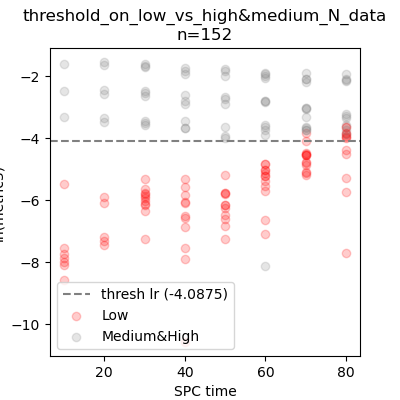 threshold_on_low_vs_high&medium_N_data
n=152
−2
−4
−6
−8
−10
ln(metrics)
thresh lr (-4.0875)
Low
Medium&High
20
40
60
80
SPC time